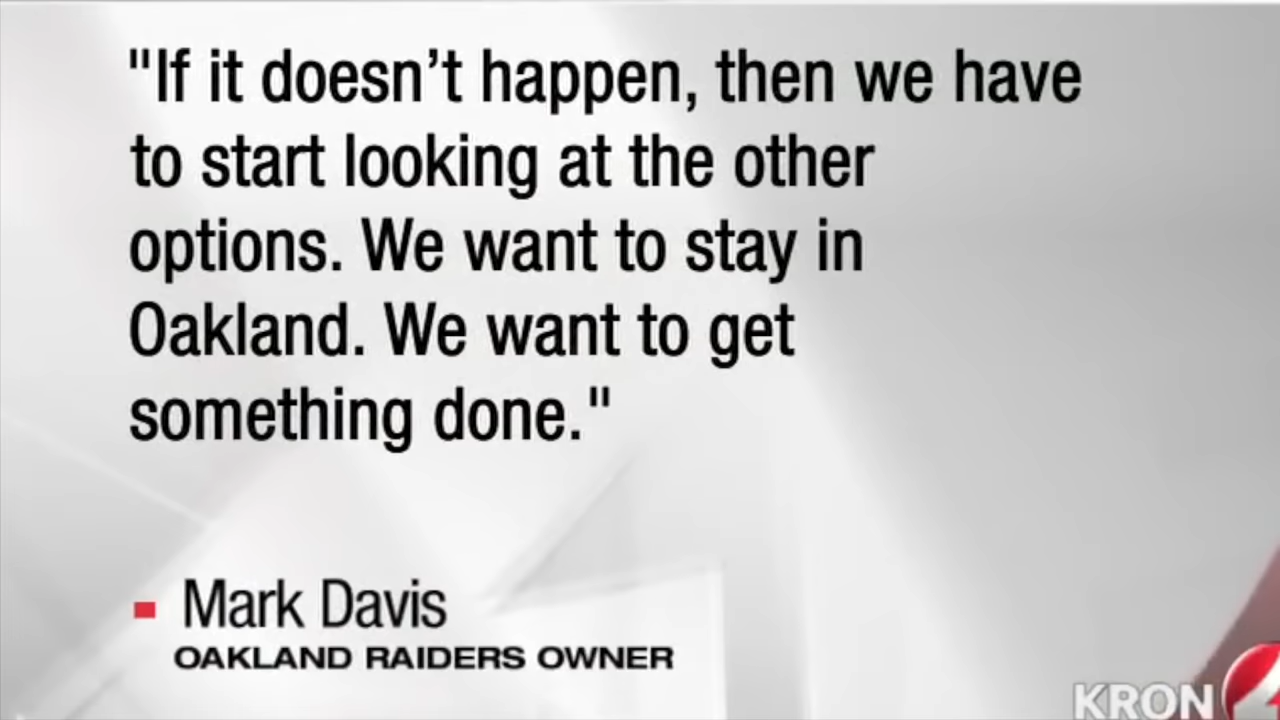 "If it doesn’t happen, then we have
to start looking at the other
options. We want to stay in
Oakland. We want to get
something done."
Mark Davis
OAKLAND RAIDERS OWNER
KRON 4